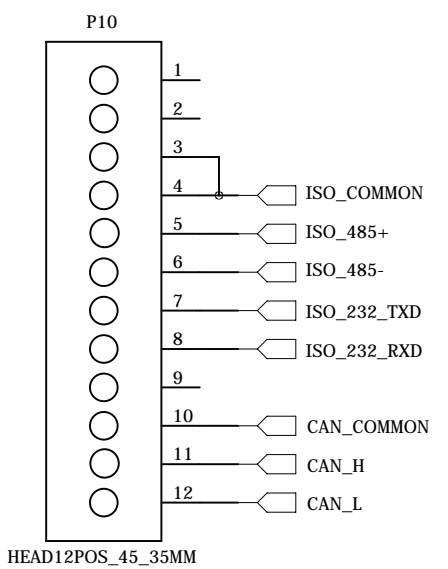 P10
1
2
3
4 ISO_COMMON
5 ISO_485+
6 ISO_485-
7 ISO_232_TXD
8 ISO_232_RXD
9
10 CAN_COMMON
11 CAN_H
12 CAN_L
HEAD12POS_45_35MM